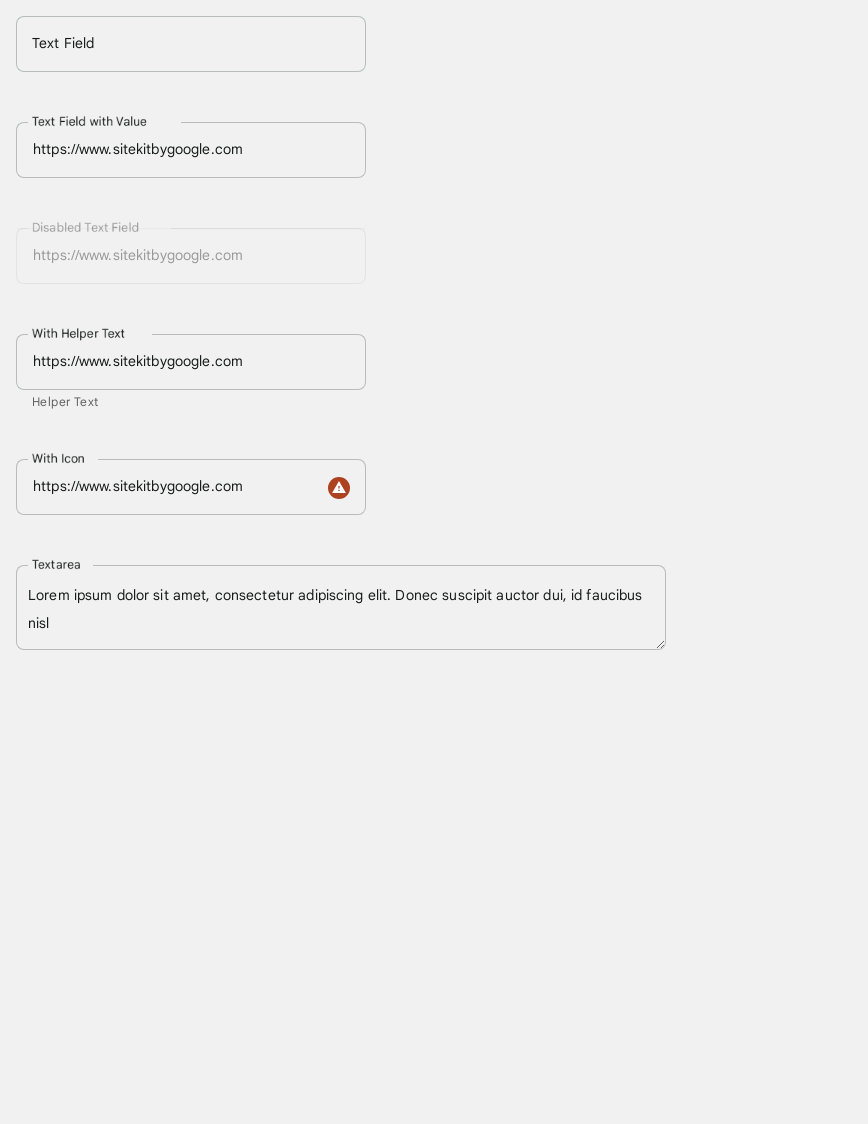 Text Field
Text Field with Value
https://www.sitekitbygoogle.com
Disabled Text Field
https://www.sitekitbygoogle.com
With Helper Text
https://www.sitekitbygoogle.com
Helper Text
With Icon
https://www.sitekitbygoogle.com
Textarea
Lorem ipsum dolor sit amet, consectetur adipiscing elit. Donec suscipit auctor dui, id faucibus
nisl